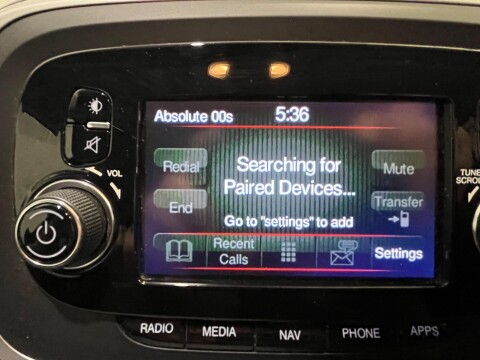 Absolute 00s 5:36
Redial
Searching for
Paired Devices...
Mute
End
Go to "settings" to add
Transfer
Recent
Calls
Settings
VOL
TUNE
SCROLL
RADIO MEDIA NAV PHONE APPS